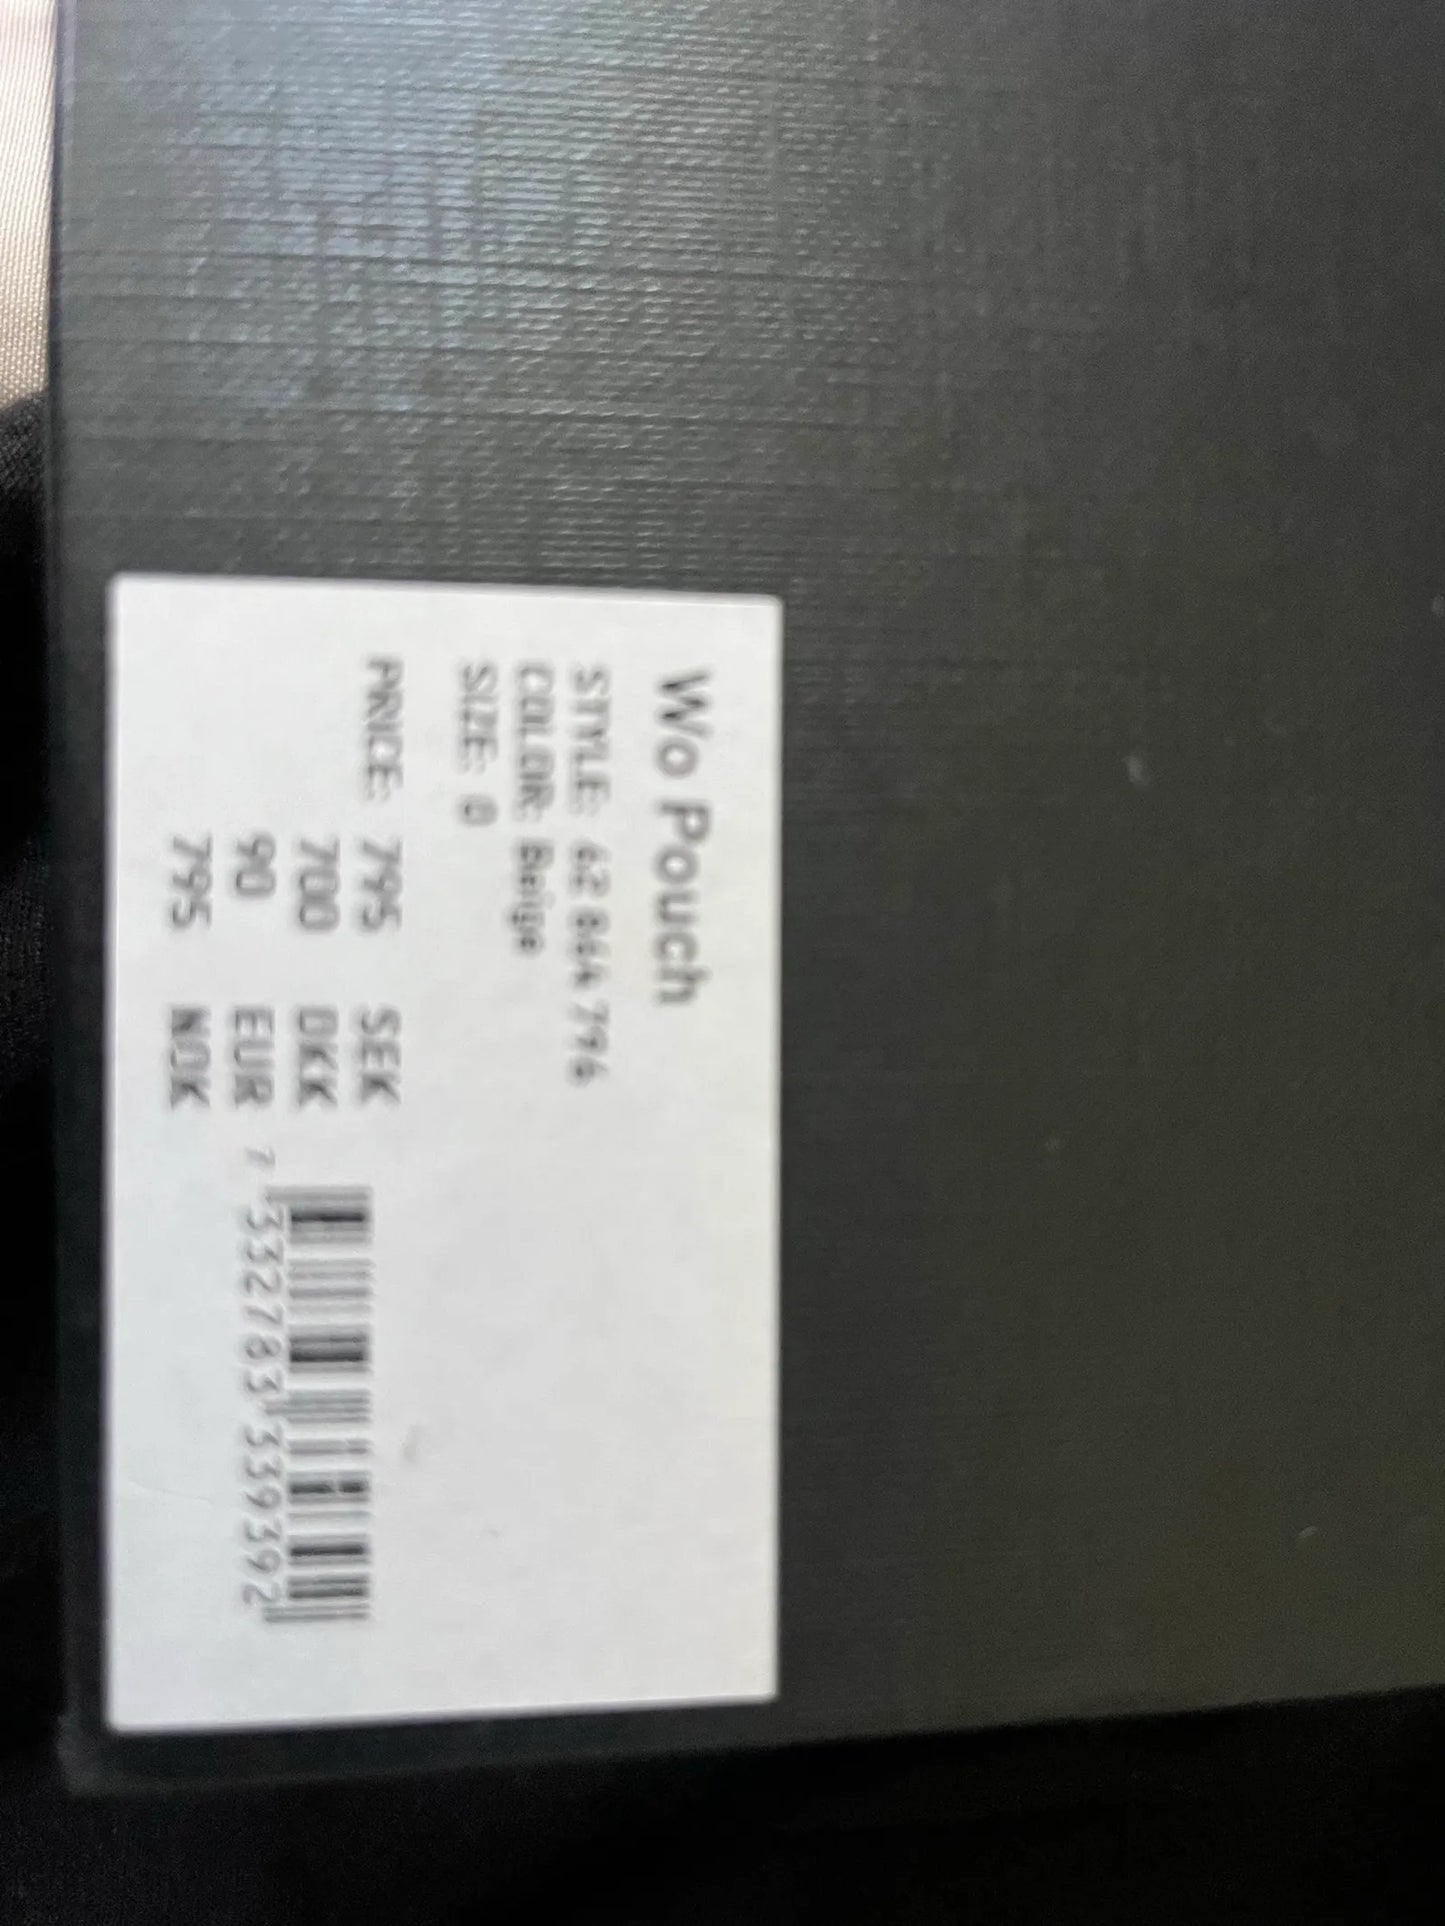 Wo Pouch
STYLE: 62 864 796
COLOR: Beige
SIZE: 0
PRICE: 795 SEK
700 DKK
90 EUR
795 NOK
7 332783 339392